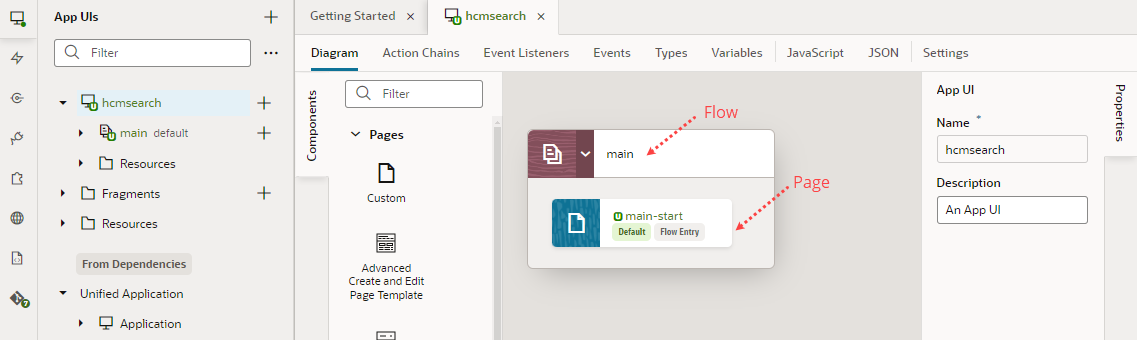 App UIs
Filter
hcmsearch
main default
Resources
Fragments
Resources
From Dependencies
Unified Application
Application
Getting Started
hcmsearch
Diagram
Action Chains
Event Listeners
Events
Types
Variables
JavaScript
JSON
Settings
Components
Filter
Pages
Custom
Advanced
Create and Edit
Page Template
Flow
main
Page
main-start
Default
Flow Entry
App UI
Name *
hcmsearch
Description
An App UI
Properties
U
U
U
U
7